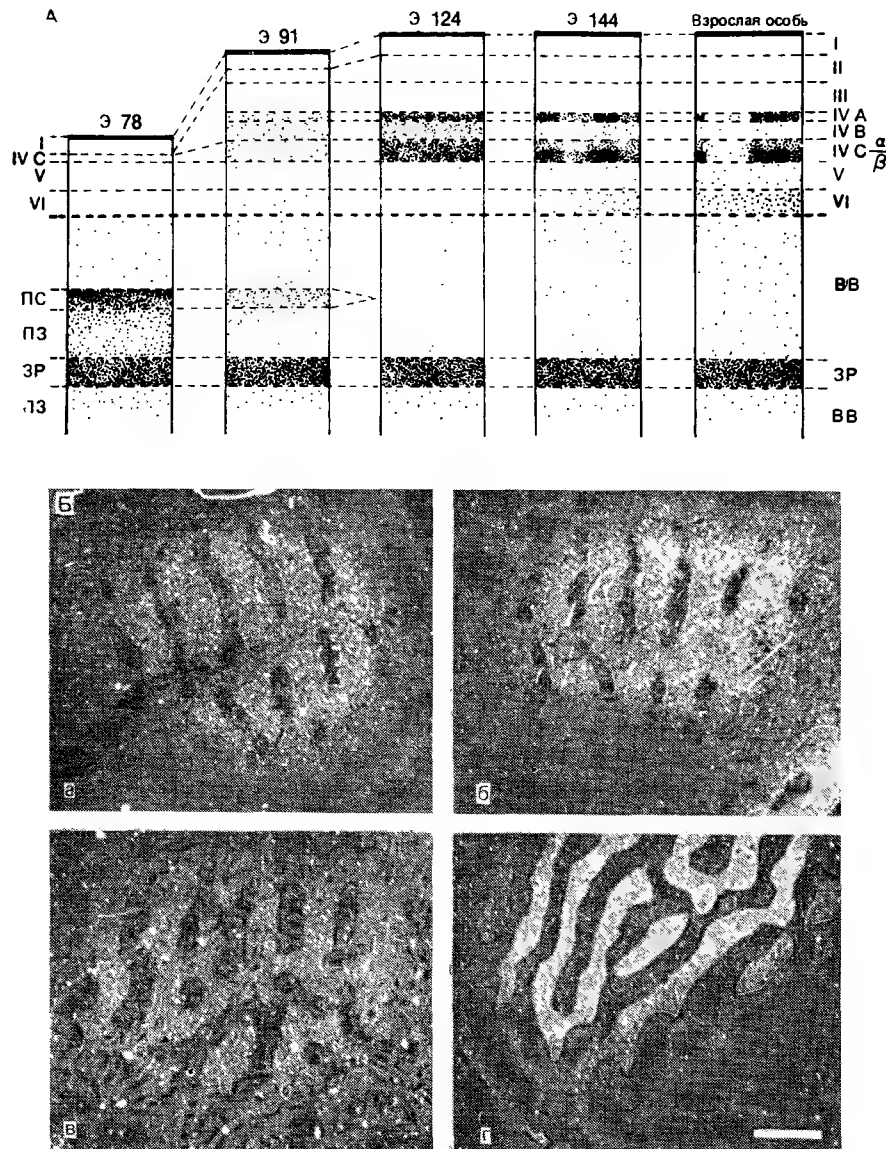 А
Э 78
Э 91
Э 124
Э 144
Взрослая особь
I
IV C
V
VI
ПС
ПЗ
ЗР
ПЗ
I
II
III
IV A
IV B
IV C α/β
V
VI
ВВ
ЗР
ВВ
Б
а
б
в
г